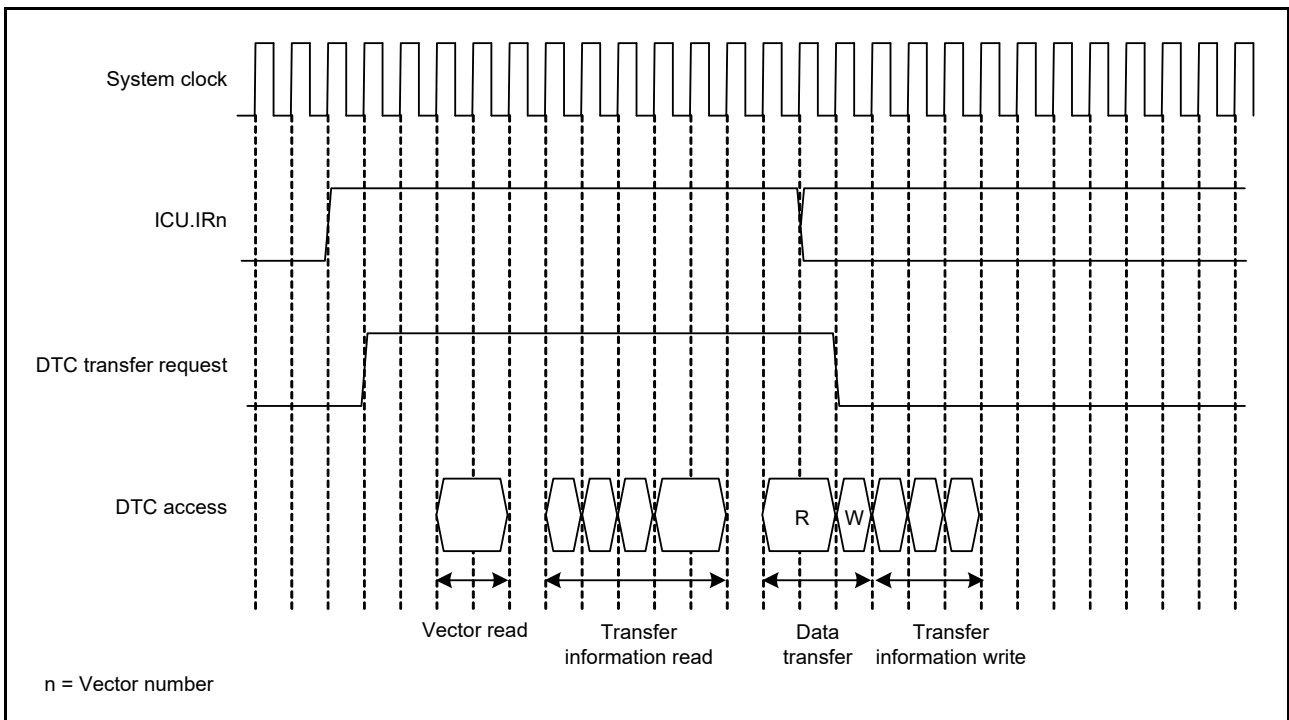 System clock
ICU.IRn
DTC transfer request
DTC access
R
W
Vector read
Transfer
information read
Data
transfer
Transfer
information write
n = Vector number